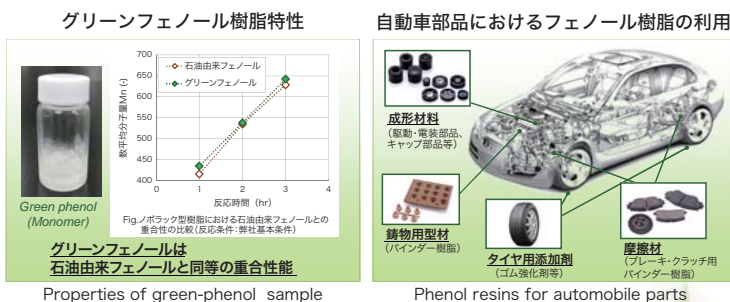 グリーンフェノール樹脂特性
Green phenol
(Monomer)
数平均分子量Mn (-)
700
650
600
550
500
450
400
0
1
2
3
4
石油由来フェノール
グリーンフェノール
反応時間(hr)
Fig.ノボラック型樹脂における石油由来フェノールとの
重合性の比較(反応条件:弊社基本条件)
グリーンフェノールは
石油由来フェノールと同等の重合性能
Properties of green-phenol sample
自動車部品におけるフェノール樹脂の利用
成形材料
(駆動・電装部品、
キャップ部品等)
鋳物用型材
(バインダー樹脂)
タイヤ用添加剤
(ゴム強化剤等)
摩擦材
(ブレーキ・クラッチ用
バインダー樹脂)
Phenol resins for automobile parts